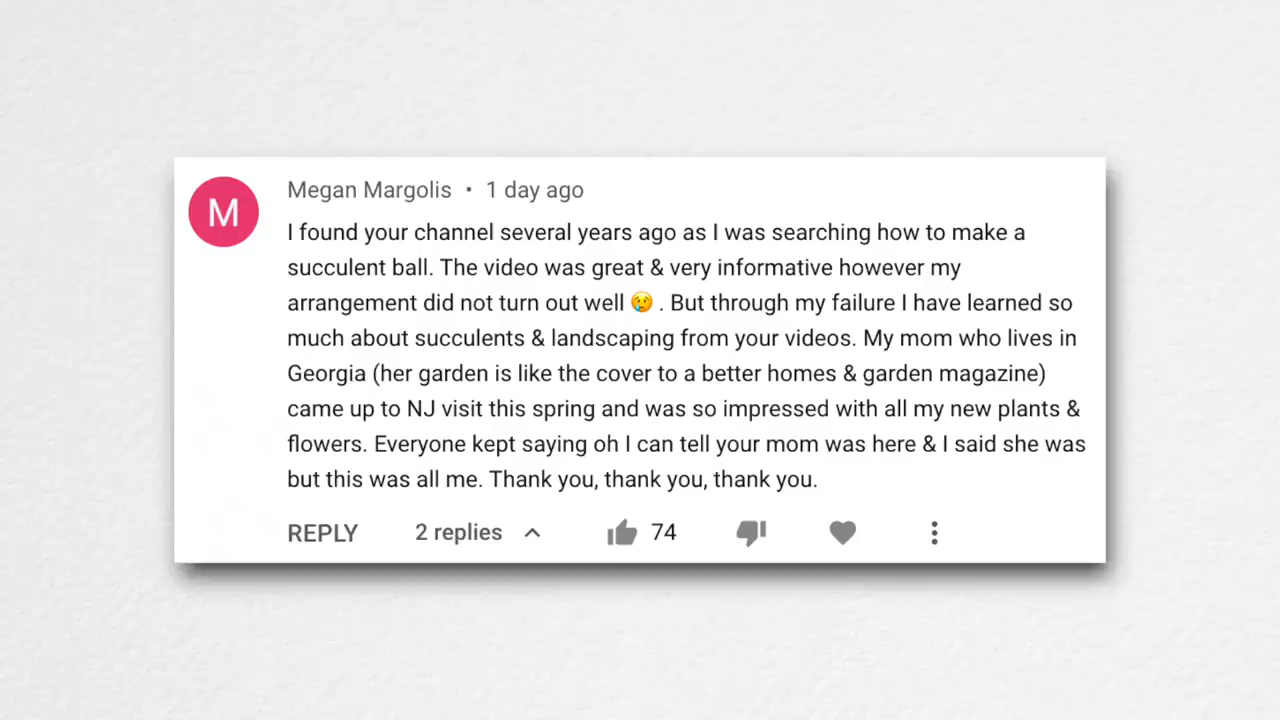 M
Megan Margolis • 1 day ago
I found your channel several years ago as I was searching how to make a
succulent ball. The video was great & very informative however my
arrangement did not turn out well 😢 . But through my failure I have learned so
much about succulents & landscaping from your videos. My mom who lives in
Georgia (her garden is like the cover to a better homes & garden magazine)
came up to NJ visit this spring and was so impressed with all my new plants &
flowers. Everyone kept saying oh I can tell your mom was here & I said she was
but this was all me. Thank you, thank you, thank you.
REPLY 2 replies 74